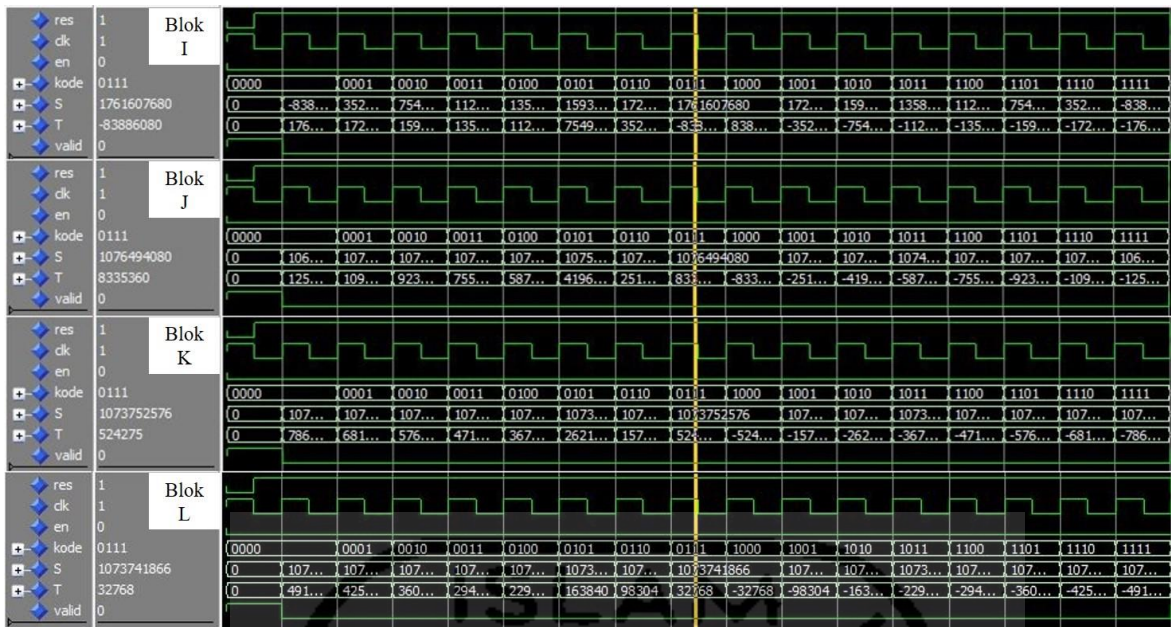 res 1 Blok I
clk 1
en 0
kode 0111 0000 0001 0010 0011 0100 0101 0110 0111 1000 1001 1010 1011 1100 1101 1110 1111
S 1761607680 0 -838... 352... 754... 112... 135... 1593... 172... 1761607680 172... 159... 1358... 112... 754... 352... -838...
T -83886080 0 176... 172... 159... 135... 112... 7549... 352... -838... 838... -352... -754... -112... -135... -159... -172... -176...
valid 0
res 1 Blok J
clk 1
en 0
kode 0111 0000 0001 0010 0011 0100 0101 0110 0111 1000 1001 1010 1011 1100 1101 1110 1111
S 1076494080 0 106... 107... 107... 107... 107... 1075... 107... 1076494080 107... 107... 1074... 107... 107... 107... 106...
T 8335360 0 125... 109... 923... 755... 587... 4196... 251... 833... -833... -251... -419... -587... -755... -923... -109... -125...
valid 0
res 1 Blok K
clk 1
en 0
kode 0111 0000 0001 0010 0011 0100 0101 0110 0111 1000 1001 1010 1011 1100 1101 1110 1111
S 1073752576 0 107... 107... 107... 107... 107... 1073... 107... 1073752576 107... 107... 1073... 107... 107... 107... 107...
T 524275 0 786... 681... 576... 471... 367... 2621... 157... 524... -524... -157... -262... -367... -471... -576... -681... -786...
valid 0
res 1 Blok L
clk 1
en 0
kode 0111 0000 0001 0010 0011 0100 0101 0110 0111 1000 1001 1010 1011 1100 1101 1110 1111
S 1073741866 0 107... 107... 107... 107... 107... 1073... 107... 1073741866 107... 107... 1073... 107... 107... 107... 107...
T 32768 0 491... 425... 360... 294... 229... 163840 98304 32768 -32768 -98304 -163... -229... -294... -360... -425... -491...
valid 0
ISLAM